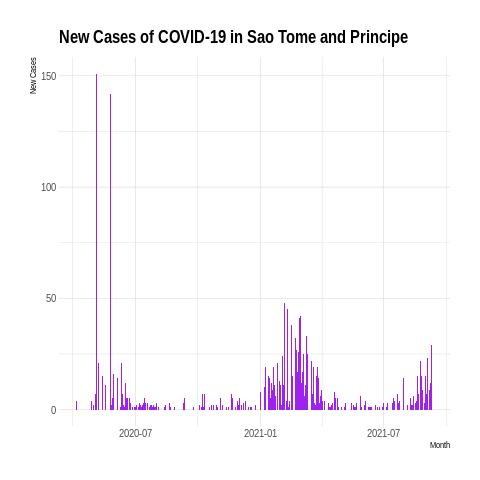 New Cases of COVID-19 in Sao Tome and Principe
New Cases
150
100
50
0
2020-07
2021-01
2021-07
Month